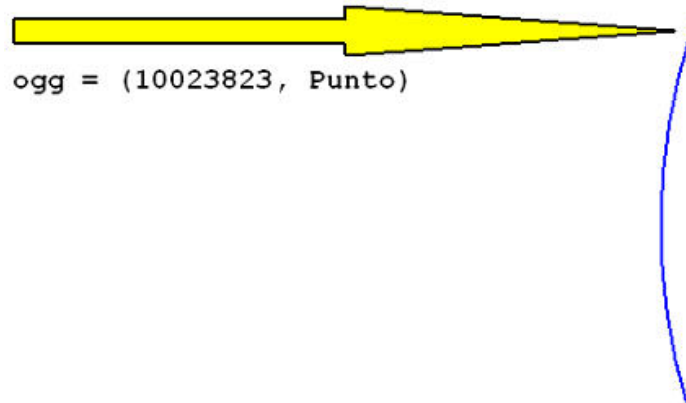 ogg = (10023823, Punto)